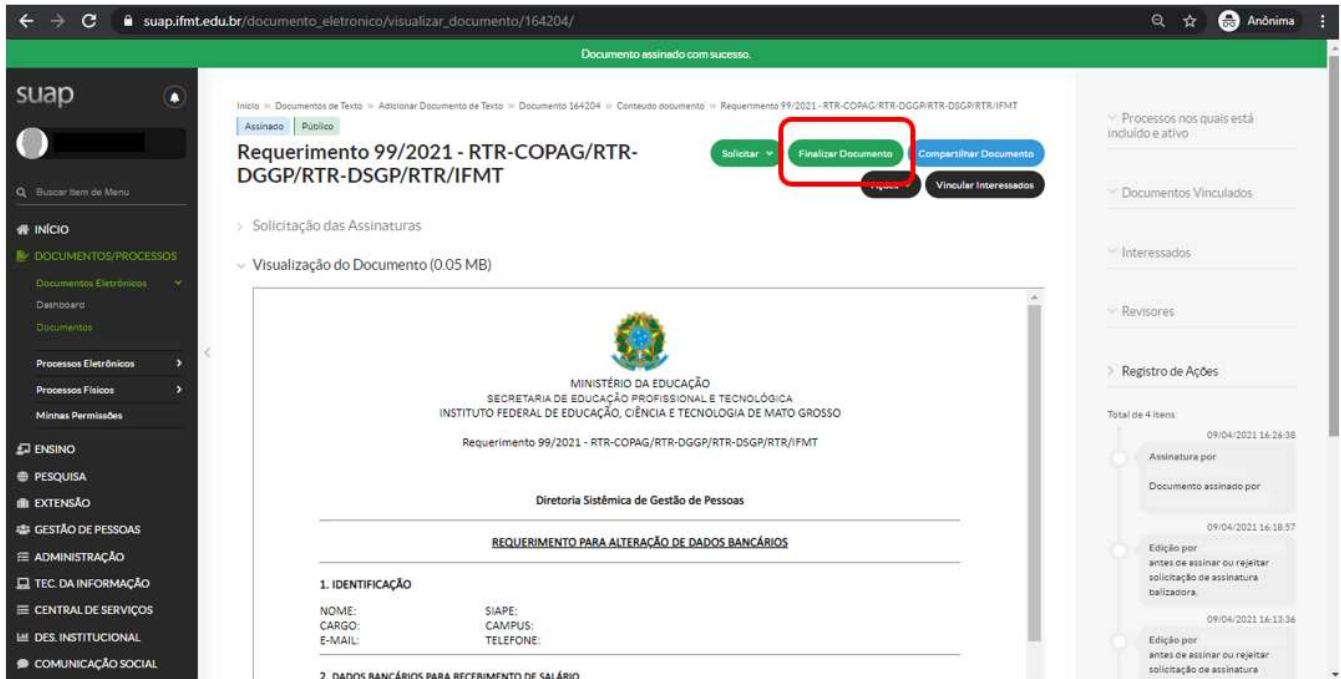 suap.ifmt.edu.br/documento_eletronico/visualizar_documento/164204/
Anônima
Documento assinado com sucesso.
suap
Buscar Item de Menu
INÍCIO
DOCUMENTOS/PROCESSOS
Documentos Eletrônicos
Dashboard
Documentos
Processos Eletrônicos
Processos Físicos
Minhas Permissões
ENSINO
PESQUISA
EXTENSÃO
GESTÃO DE PESSOAS
ADMINISTRAÇÃO
TEC. DA INFORMAÇÃO
CENTRAL DE SERVIÇOS
DES. INSTITUCIONAL
COMUNICAÇÃO SOCIAL
Início » Documentos de Texto » Adicionar Documento de Texto » Documento 164204 » Conteudo documento » Requerimento 99/2021 - RTR-COPAG/RTR-DGGP/RTR-DSGP/RTR/IFMT
Assinado Público
Requerimento 99/2021 - RTR-COPAG/RTR-
DGGP/RTR-DSGP/RTR/IFMT
Solicitar Finalizar Documento Compartilhar Documento
Ações Vincular Interessados
Solicitação das Assinaturas
Visualização do Documento (0.05 MB)
MINISTÉRIO DA EDUCAÇÃO
SECRETARIA DE EDUCAÇÃO PROFISSIONAL E TECNOLÓGICA
INSTITUTO FEDERAL DE EDUCAÇÃO, CIÊNCIA E TECNOLOGIA DE MATO GROSSO
Requerimento 99/2021 - RTR-COPAG/RTR-DGGP/RTR-DSGP/RTR/IFMT
Diretoria Sistêmica de Gestão de Pessoas
REQUERIMENTO PARA ALTERAÇÃO DE DADOS BANCÁRIOS
1. IDENTIFICAÇÃO
NOME: SIAPE:
CARGO: CAMPUS:
E-MAIL: TELEFONE:
2. DADOS BANCÁRIOS PARA RECEBIMENTO DE SALÁRIO
Processos nos quais está
incluído e ativo
Documentos Vinculados
Interessados
Revisores
Registro de Ações
Total de 4 itens
09/04/2021 16:26:38
Assinatura por
Documento assinado por
09/04/2021 16:18:57
Edição por
antes de assinar ou rejeitar
solicitação de assinatura
balizadora.
09/04/2021 16:13:36
Edição por
antes de assinar ou rejeitar
solicitação de assinatura